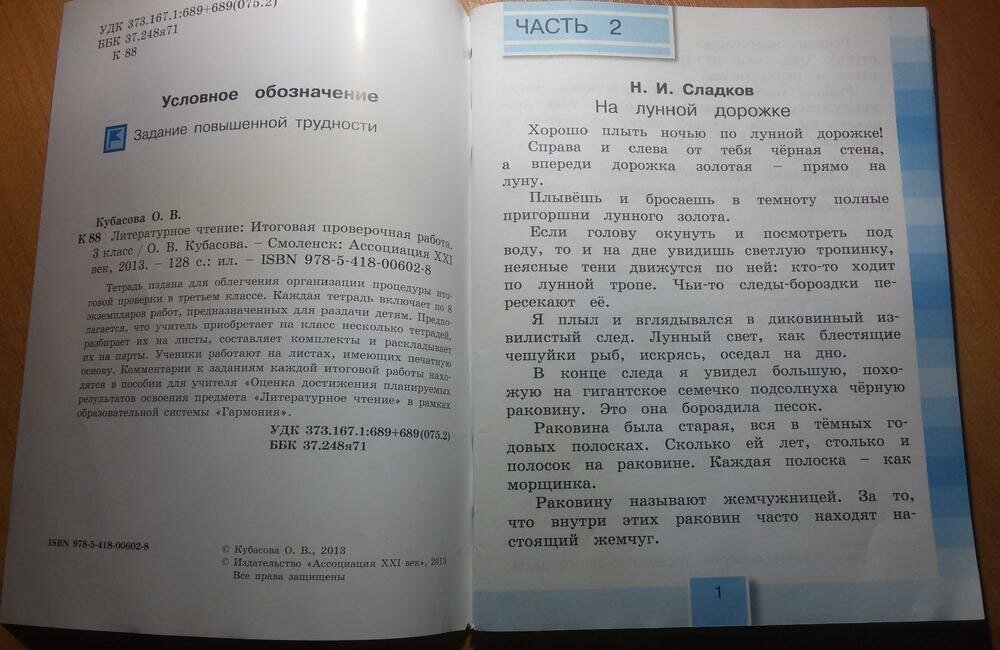 УДК 373.167.1:689+689(075.2)
ББК 37.248я71
К 88
Условное обозначение
Задание повышенной трудности
Кубасова О. В.
К 88 Литературное чтение: Итоговая проверочная работа.
3 класс / О. В. Кубасова. – Смоленск: Ассоциация XXI
век, 2013. – 128 с.: ил. – ISBN 978-5-418-00602-8
Тетрадь издана для облегчения организации процедуры ито-
говой проверки в третьем классе. Каждая тетрадь включает по 8
экземпляров работ, предназначенных для раздачи детям. Предпо-
лагается, что учитель приобретает на класс несколько тетрадей,
разбирает их на листы, составляет комплекты и раскладывает
их на парты. Ученики работают на листах, имеющих печатную
основу. Комментарии к заданиям каждой итоговой работы нахо-
дятся в пособии для учителя «Оценка достижения планируемых
результатов освоения предмета «Литературное чтение» в рамках
образовательной системы «Гармония».
УДК 373.167.1:689+689(075.2)
ББК 37.248я71
ISBN 978-5-418-00602-8
© Кубасова О. В., 2013
© Издательство «Ассоциация XXI век», 2013
Все права защищены
ЧАСТЬ 2
Н. И. Сладков
На лунной дорожке
Хорошо плыть ночью по лунной дорожке!
Справа и слева от тебя чёрная стена,
а впереди дорожка золотая – прямо на
луну.
Плывёшь и бросаешь в темноту полные
пригоршни лунного золота.
Если голову окунуть и посмотреть под
воду, то и на дне увидишь светлую тропинку,
неясные тени движутся по ней: кто-то ходит
по лунной тропе. Чьи-то следы-бороздки пе-
ресекают её.
Я плыл и вглядывался в диковинный из-
вилистый след. Лунный свет, как блестящие
чешуйки рыб, искрясь, оседал на дно.
В конце следа я увидел большую, похо-
жую на гигантское семечко подсолнуха чёрную
раковину. Это она бороздила песок.
Раковина была старая, вся в тёмных го-
довых полосках. Сколько ей лет, столько и
полосок на раковине. Каждая полоска – как
морщинка.
Раковину называют жемчужницей. За то,
что внутри этих раковин часто находят на-
стоящий жемчуг.
1